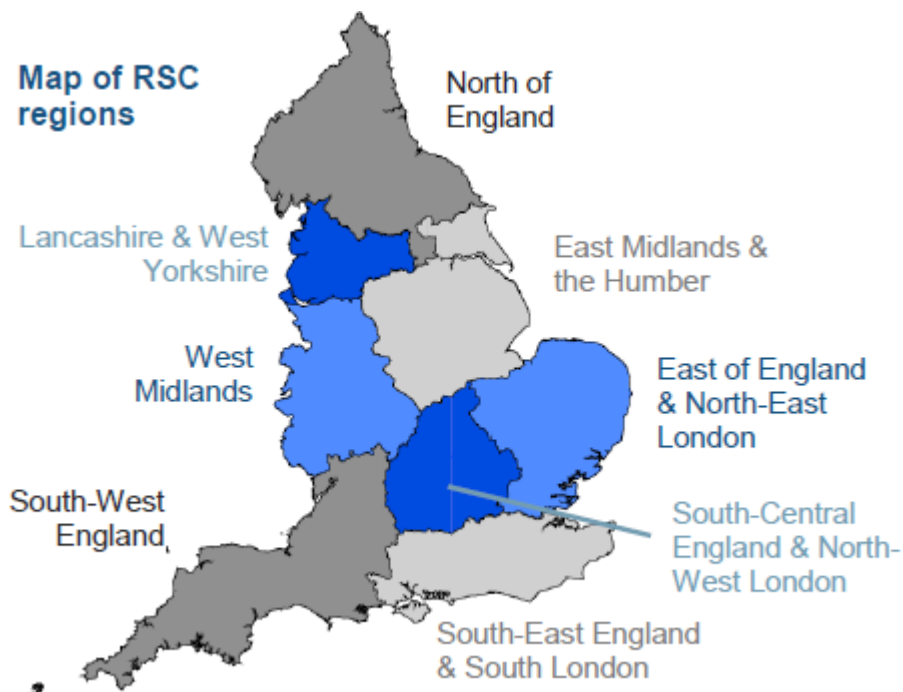 Map of RSC
regions
North of
England
Lancashire & West
Yorkshire
East Midlands &
the Humber
West
Midlands
East of England
& North-East
London
South-West
England
South-Central
England & North-
West London
South-East England
& South London